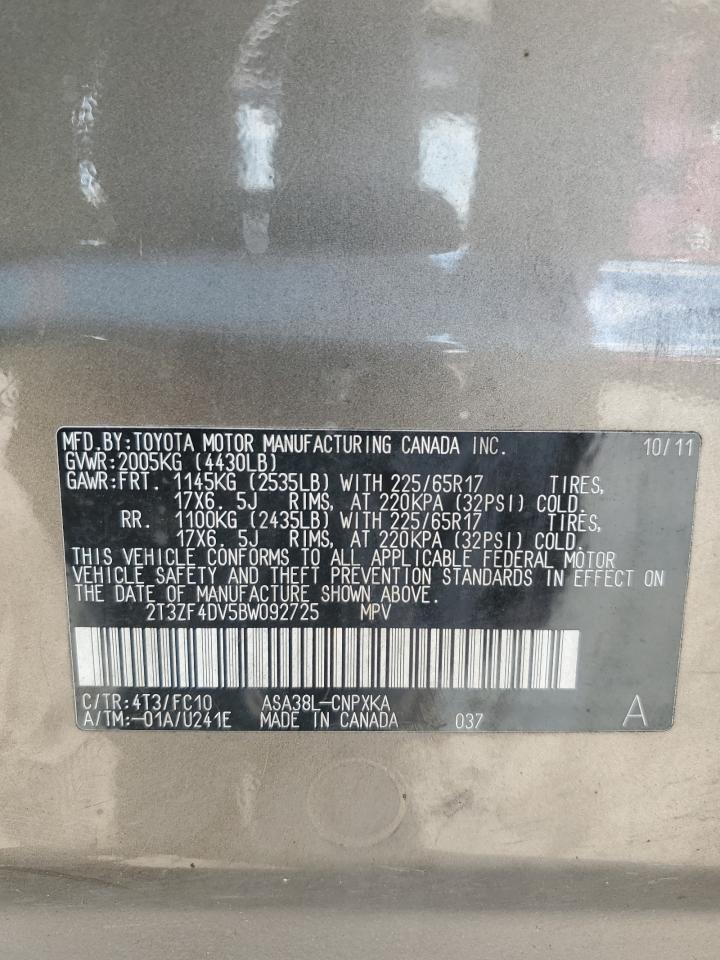 MFD.BY:TOYOTA MOTOR MANUFACTURING CANADA INC. 10/11
GVWR:2005KG (4430LB)
GAWR:FRT. 1145KG (2535LB) WITH 225/65R17 TIRES,
17X6.5J RIMS, AT 220KPA (32PSI) COLD.
RR. 1100KG (2435LB) WITH 225/65R17 TIRES,
17X6.5J RIMS, AT 220KPA (32PSI) COLD.
THIS VEHICLE CONFORMS TO ALL APPLICABLE FEDERAL MOTOR
VEHICLE SAFETY AND THEFT PREVENTION STANDARDS IN EFFECT ON
THE DATE OF MANUFACTURE SHOWN ABOVE.
2T3ZF4DV5BW092725 MPV
C/TR:4T3/FC10 ASA38L-CNPXKA
A/TM:-01A/U241E MADE IN CANADA 037 A